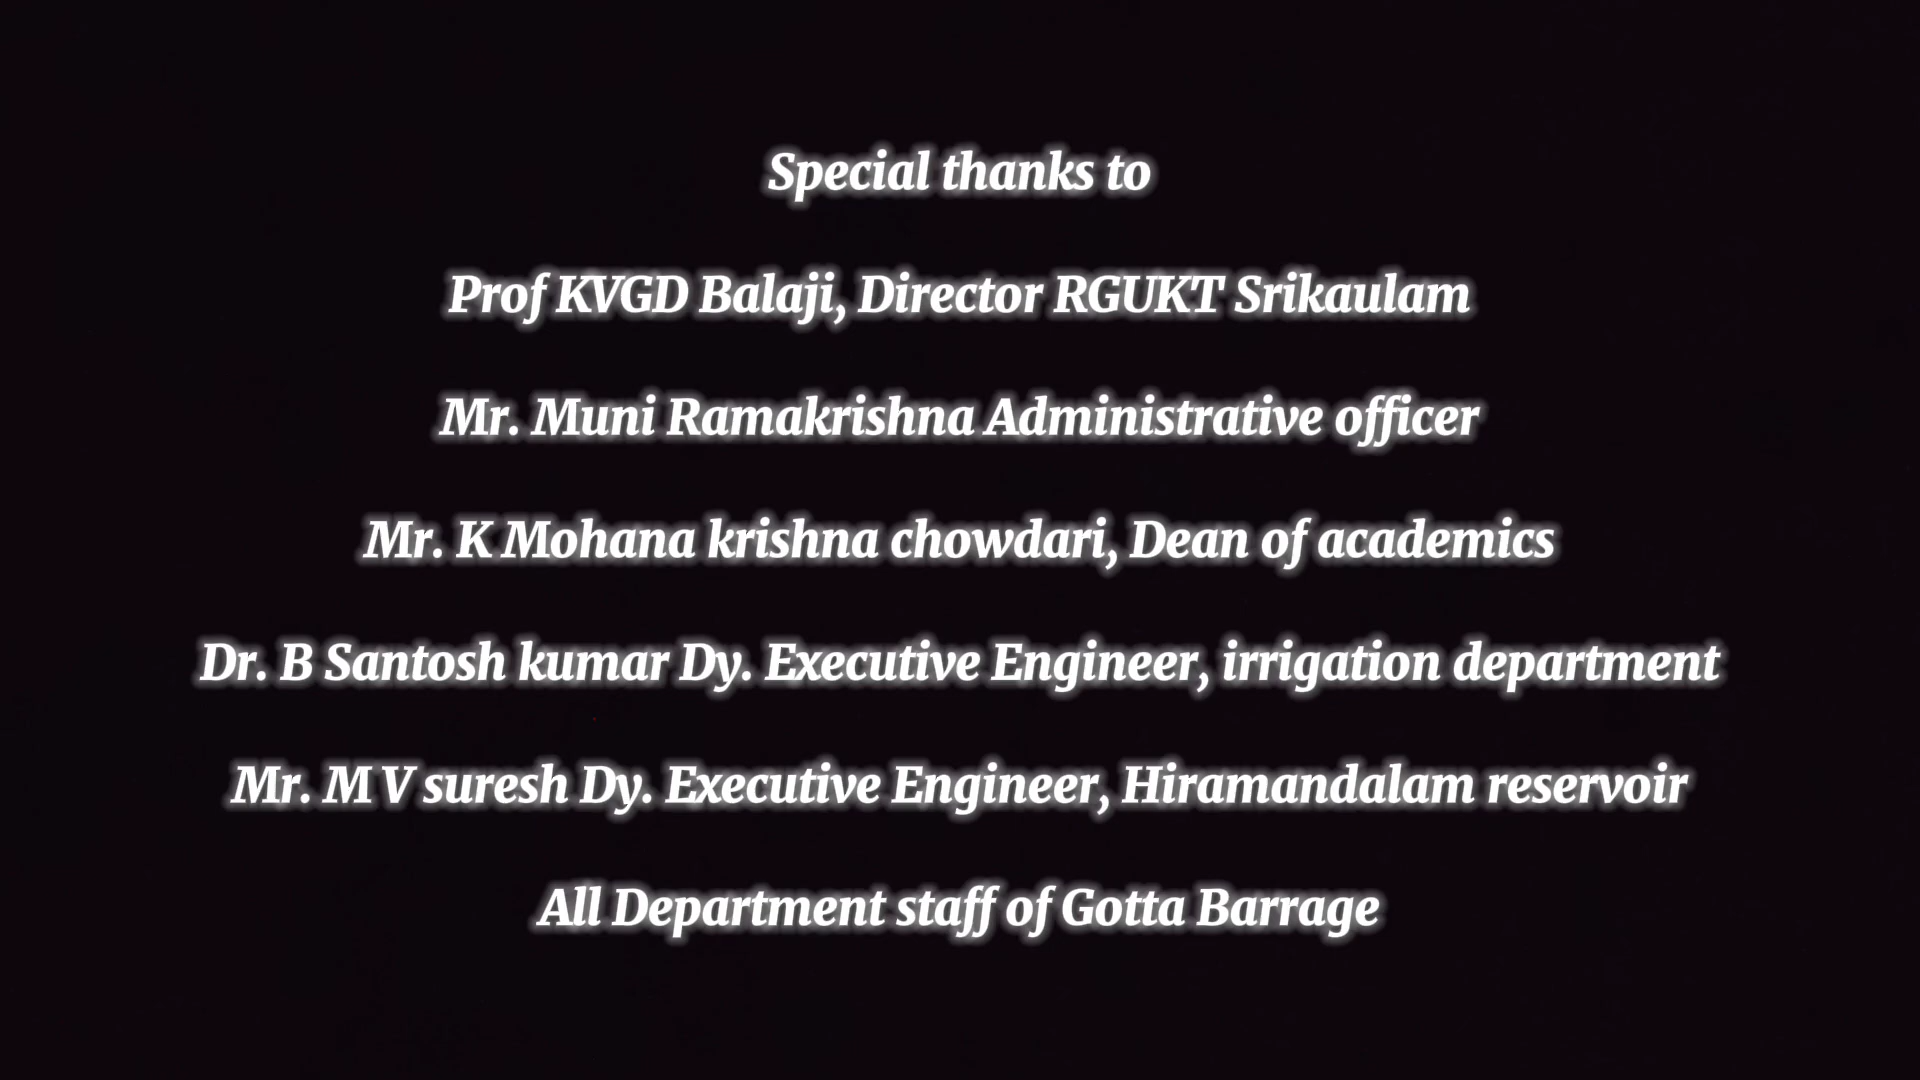 Special thanks to
Prof KVGD Balaji, Director RGUKT Srikaulam
Mr. Muni Ramakrishna Administrative officer
Mr. K Mohana krishna chowdari, Dean of academics
Dr. B Santosh kumar Dy. Executive Engineer, irrigation department
Mr. M V suresh Dy. Executive Engineer, Hiramandalam reservoir
All Department staff of Gotta Barrage